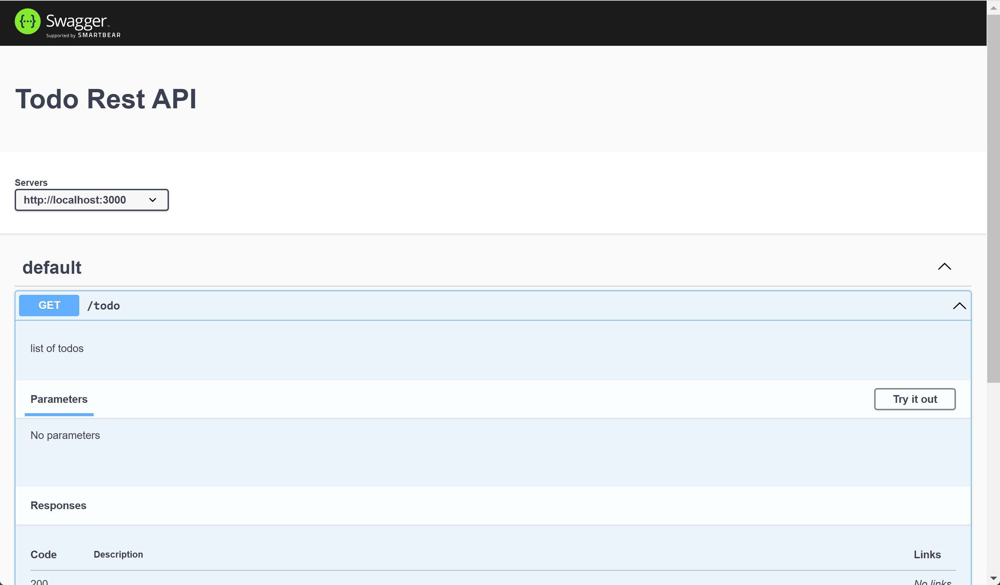 {···} Swagger™
Supported by SMARTBEAR
Todo Rest API
Servers
http://localhost:3000
default
GET /todo
list of todos
Parameters
Try it out
No parameters
Responses
Code Description Links
200 No links